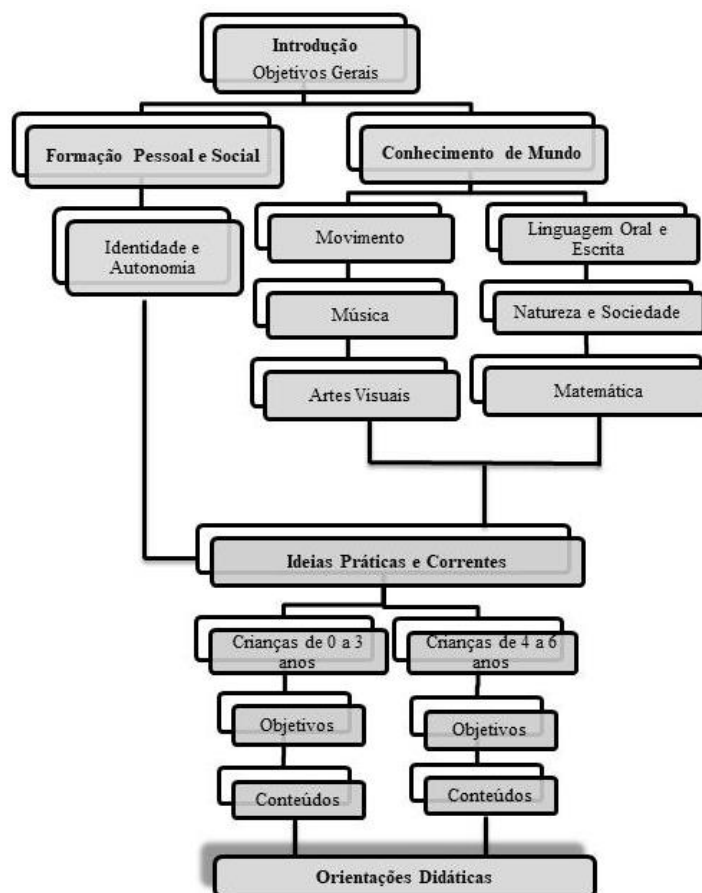 Introdução
Objetivos Gerais
Formação Pessoal e Social
Conhecimento de Mundo
Identidade e
Autonomia
Movimento
Linguagem Oral e
Escrita
Música
Natureza e Sociedade
Artes Visuais
Matemática
Ideias Práticas e Correntes
Crianças de 0 a 3
anos
Crianças de 4 a 6
anos
Objetivos
Objetivos
Conteúdos
Conteúdos
Orientações Didáticas